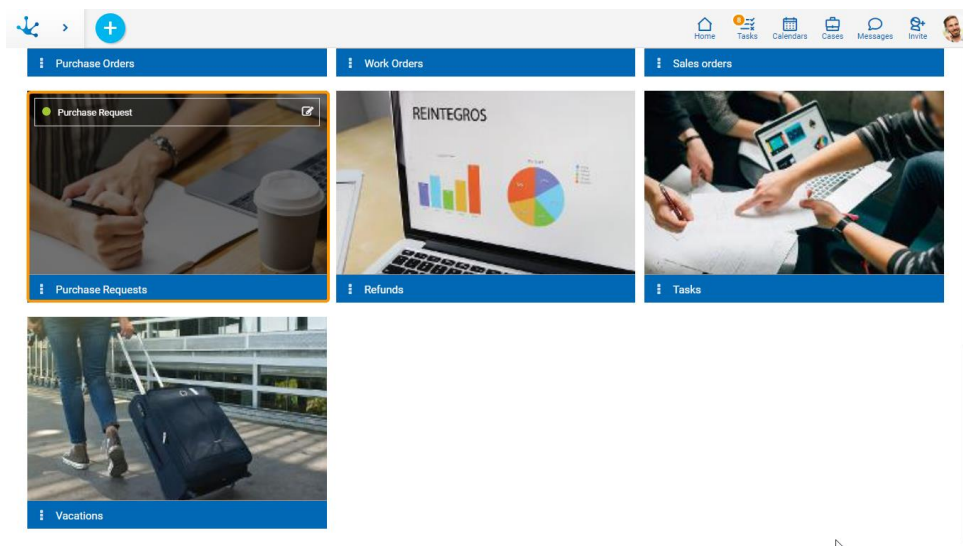 Home
8
Tasks
Calendars
Cases
Messages
Invite
Purchase Orders
Work Orders
Sales orders
Purchase Request
REINTEGROS
Purchase Requests
Refunds
Tasks
Vacations